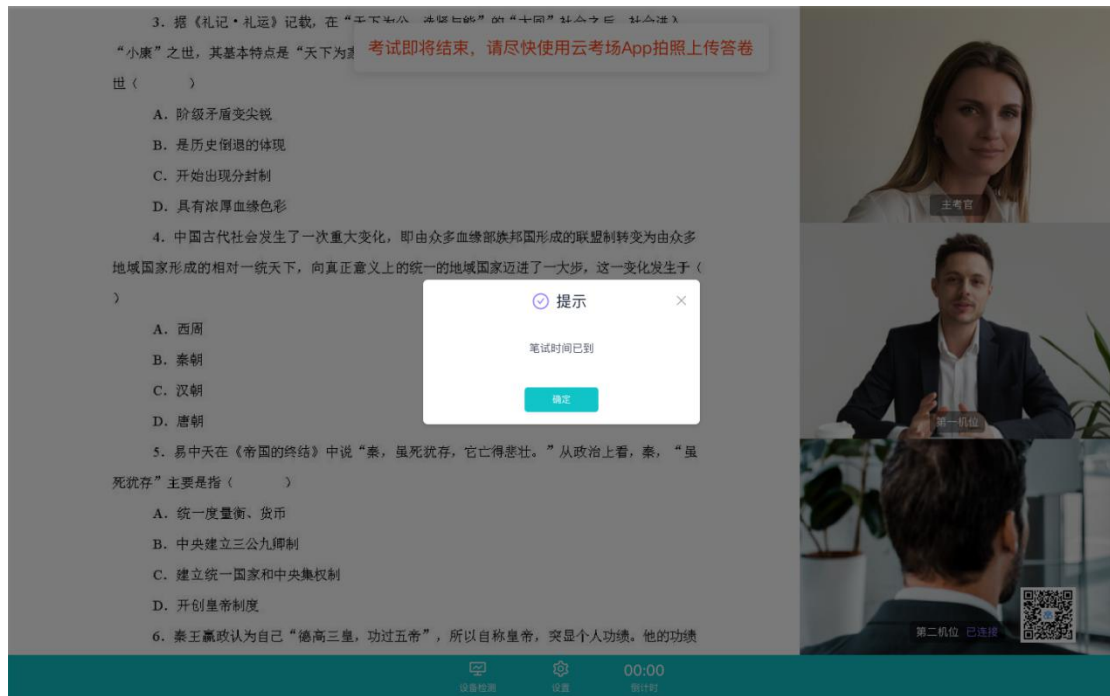 3. 据《礼记•礼运》记载，在“天下为公，选贤与能”的“大同”社会之后，社会进入
考试即将结束，请尽快使用云考场App拍照上传答卷
“小康”之世，其基本特点是“天下为
世（　　）
A. 阶级矛盾变尖锐
B. 是历史倒退的体现
C. 开始出现分封制
D. 具有浓厚血缘色彩
主考官
4. 中国古代社会发生了一次重大变化，即由众多血缘部族邦国形成的联盟制转变为由众多
地域国家形成的相对一统天下，向真正意义上的统一的地域国家迈进了一大步，这一变化发生于（
）
提示
笔试时间已到
确定
A. 西周
B. 秦朝
C. 汉朝
D. 唐朝
第一机位
5. 易中天在《帝国的终结》中说“秦，虽死犹存，它亡得悲壮。”从政治上看，秦，“虽
死犹存”主要是指（　　）
A. 统一度量衡、货币
B. 中央建立三公九卿制
C. 建立统一国家和中央集权制
D. 开创皇帝制度
6. 秦王嬴政认为自己“德高三皇，功过五帝”，所以自称皇帝，突显个人功绩。他的功绩
第二机位 已连接
00:00
设备检测 设置 倒计时